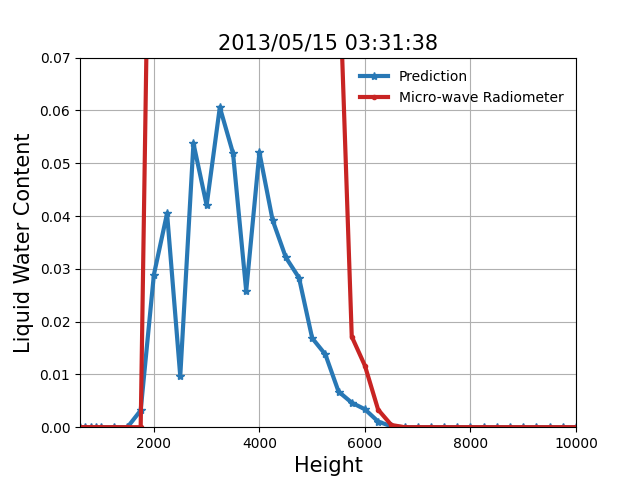 2013/05/15 03:31:38
Prediction
Micro-wave Radiometer
Liquid Water Content
0.07
0.06
0.05
0.04
0.03
0.02
0.01
0.00
2000 4000 6000 8000 10000
Height